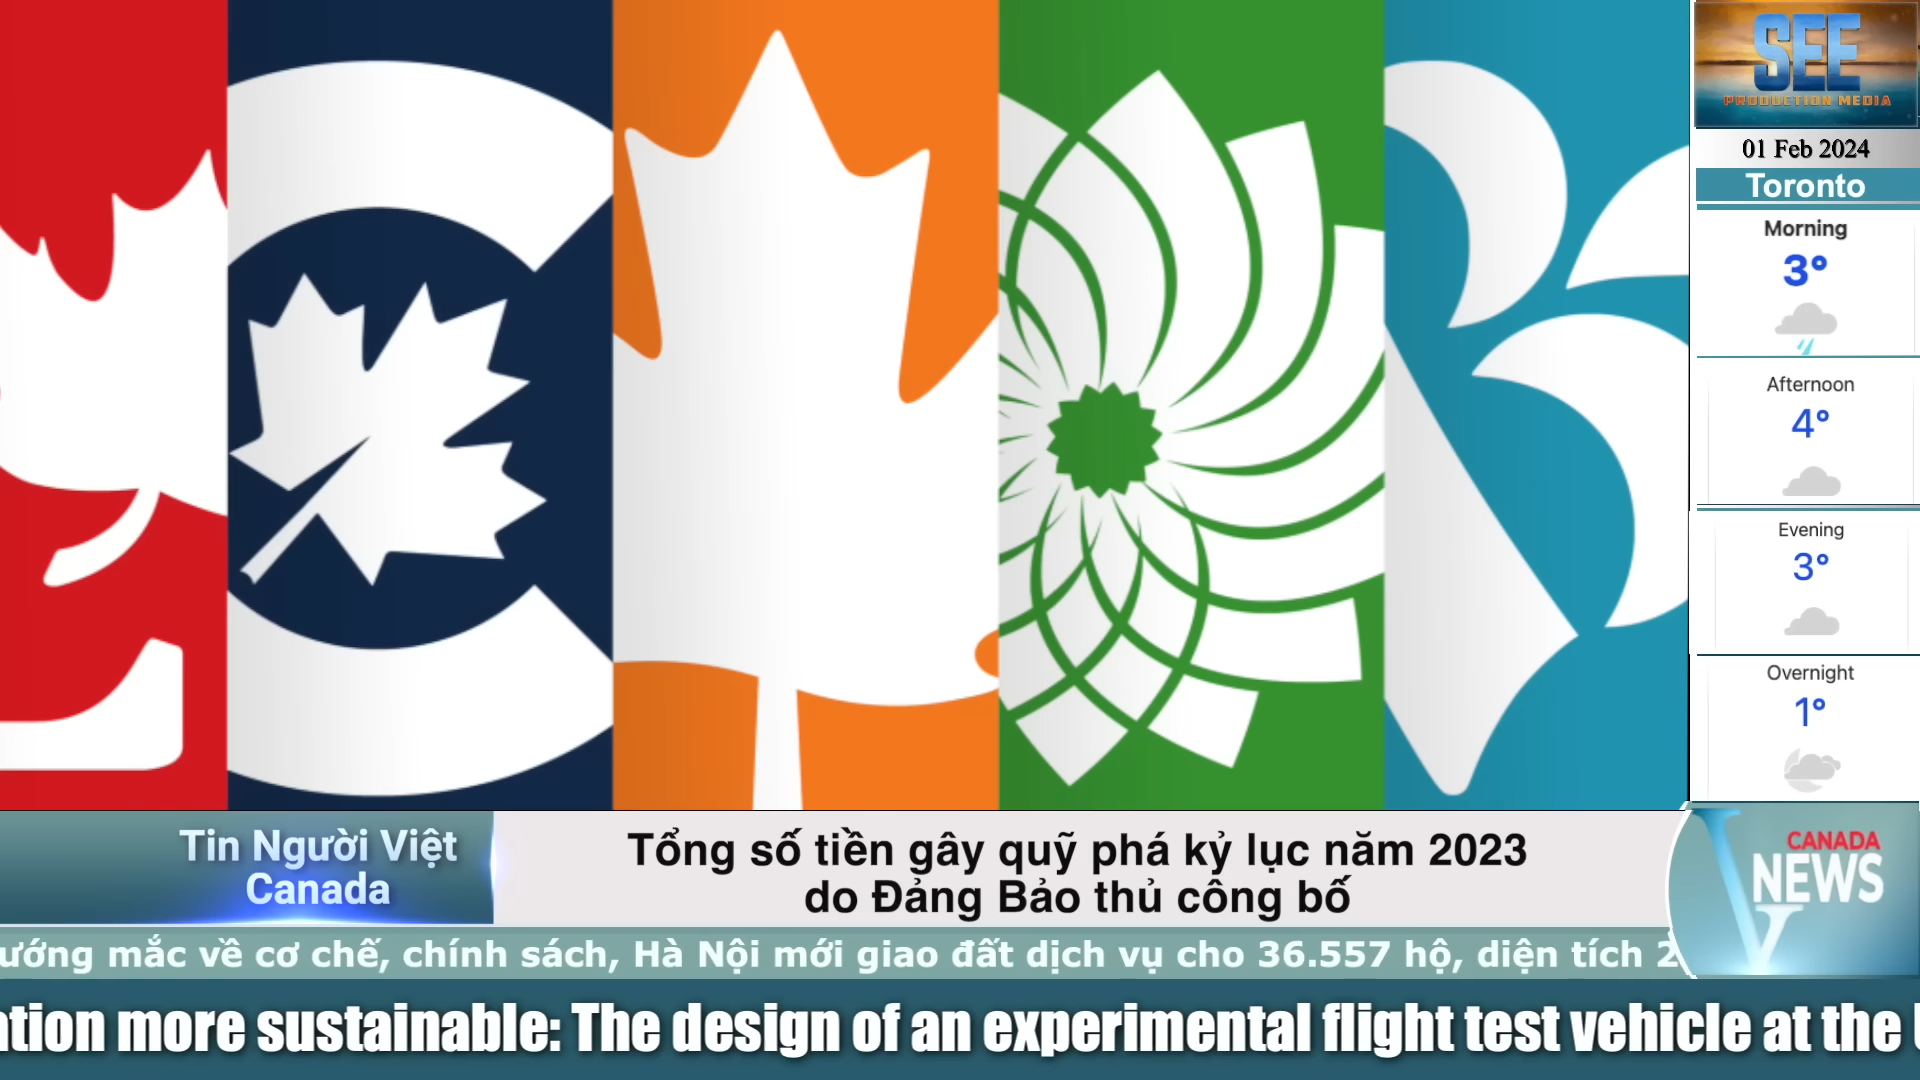 SEE
PRODUCTION MEDIA
01 Feb 2024
Toronto
Morning
3°
Afternoon
4°
Evening
3°
Overnight
1°
Tin Người Việt
Canada
Tổng số tiền gây quỹ phá kỷ lục năm 2023
do Đảng Bảo thủ công bố
CANADA
V NEWS
ướng mắc về cơ chế, chính sách, Hà Nội mới giao đất dịch vụ cho 36.557 hộ, diện tích 2
ation more sustainable: The design of an experimental flight test vehicle at the